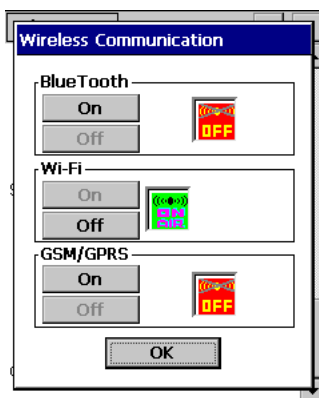 Wireless Communication
BlueTooth
On
OFF
Off
Wi-Fi
On
ON
AIR
Off
GSM/GPRS
On
OFF
Off
OK